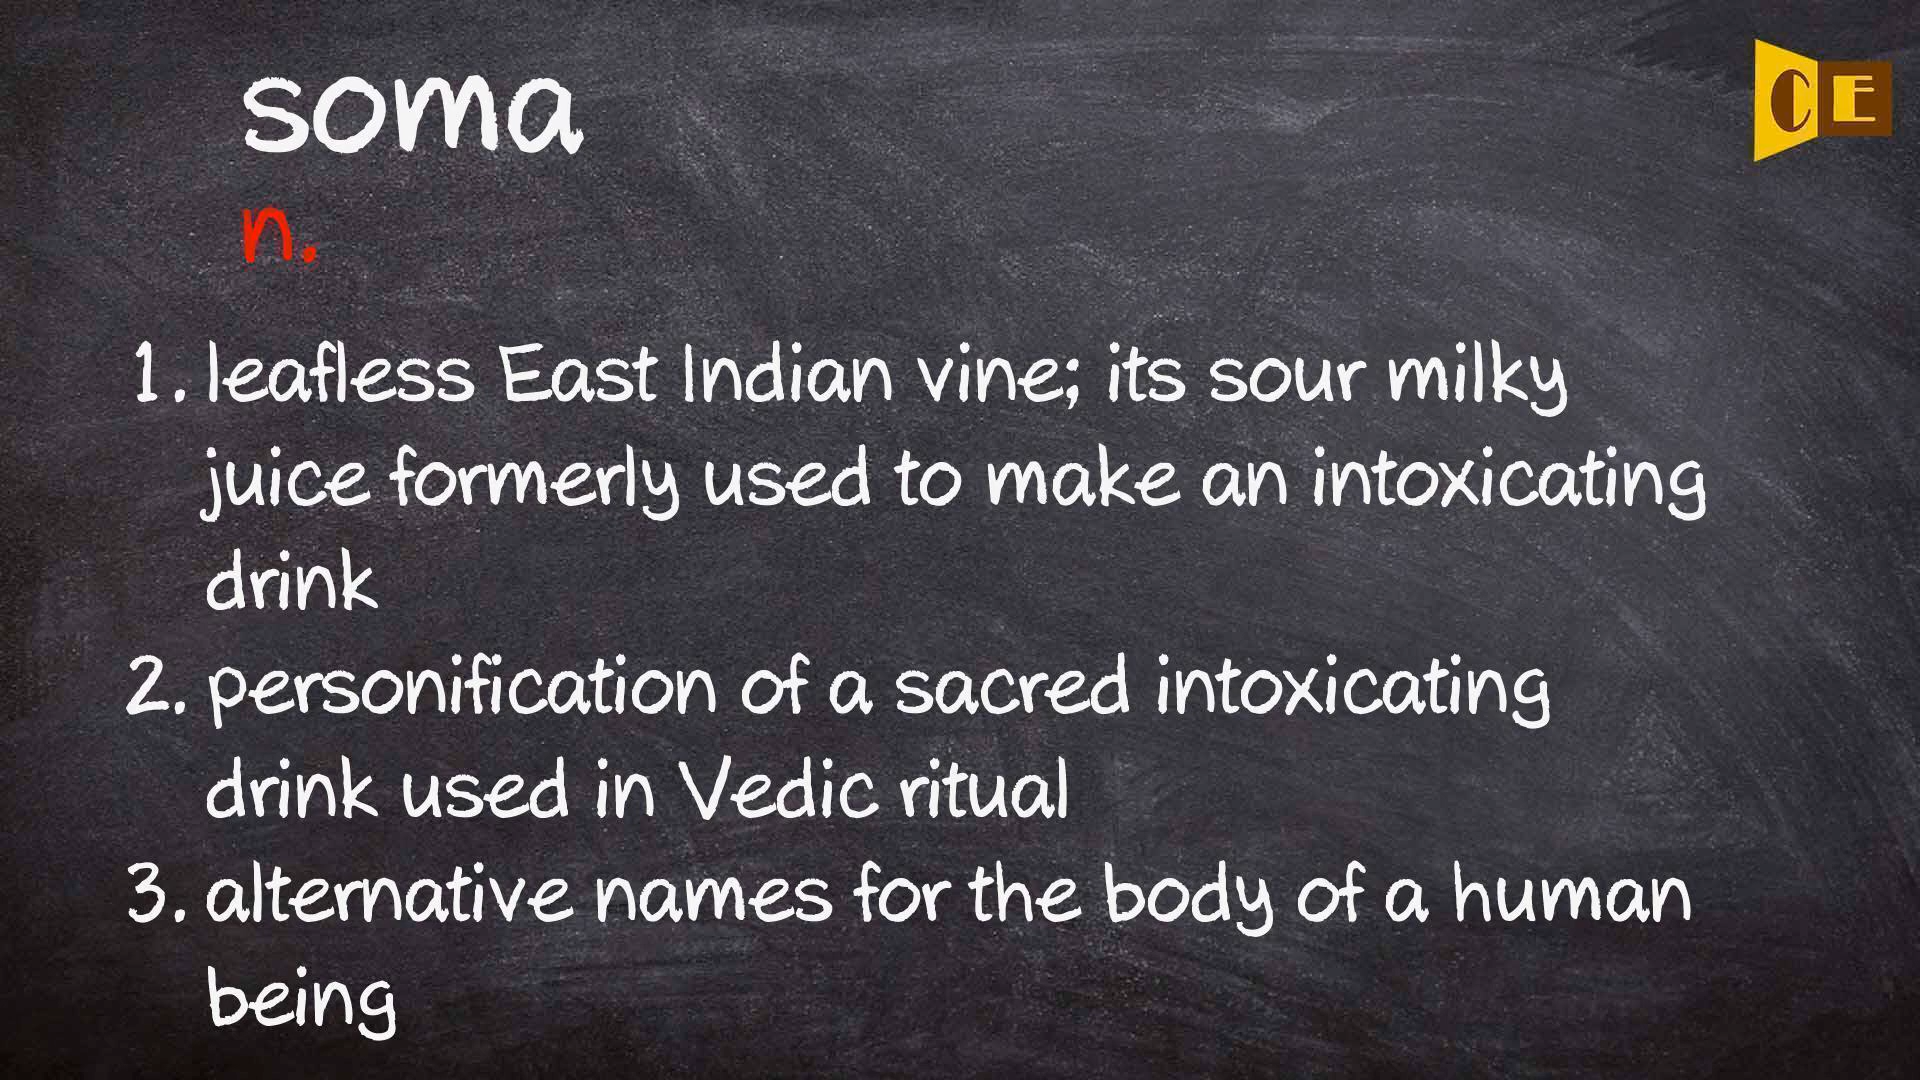 soma
CE
n.
1. leafless East Indian vine; its sour milky
juice formerly used to make an intoxicating
drink
2. personification of a sacred intoxicating
drink used in Vedic ritual
3. alternative names for the body of a human
being